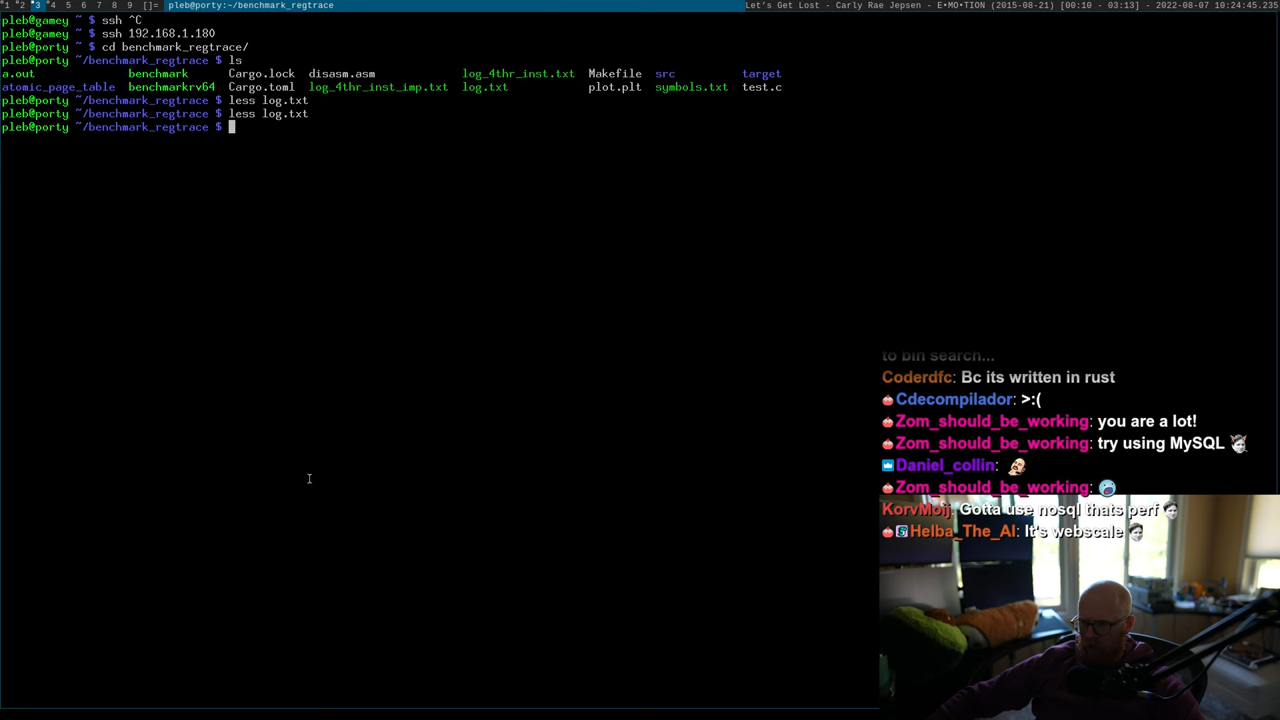 1 2 3 4 5 6 7 8 9 []= pleb@porty:~/benchmark_regtrace Let's Get Lost - Carly Rae Jepsen - E•MO•TION (2015-08-21) [00:10 - 03:13] - 2022-08-07 10:24:45.235
pleb@gamey ~ $ ssh ^C
pleb@gamey ~ $ ssh 192.168.1.180
pleb@porty ~ $ cd benchmark_regtrace/
pleb@porty ~/benchmark_regtrace $ ls
a.out benchmark Cargo.lock disasm.asm log_4thr_inst.txt Makefile src target
atomic_page_table benchmarkrv64 Cargo.toml log_4thr_inst_imp.txt log.txt plot.plt symbols.txt test.c
pleb@porty ~/benchmark_regtrace $ less log.txt
pleb@porty ~/benchmark_regtrace $ less log.txt
pleb@porty ~/benchmark_regtrace $
to bin search...
Coderdfc: Bc its written in rust
Cdecompilador: >:(
Zom_should_be_working: you are a lot!
Zom_should_be_working: try using MySQL
Daniel_collin:
Zom_should_be_working:
KorvMoij: Gotta use nosql thats perf
Helba_The_AI: It's webscale